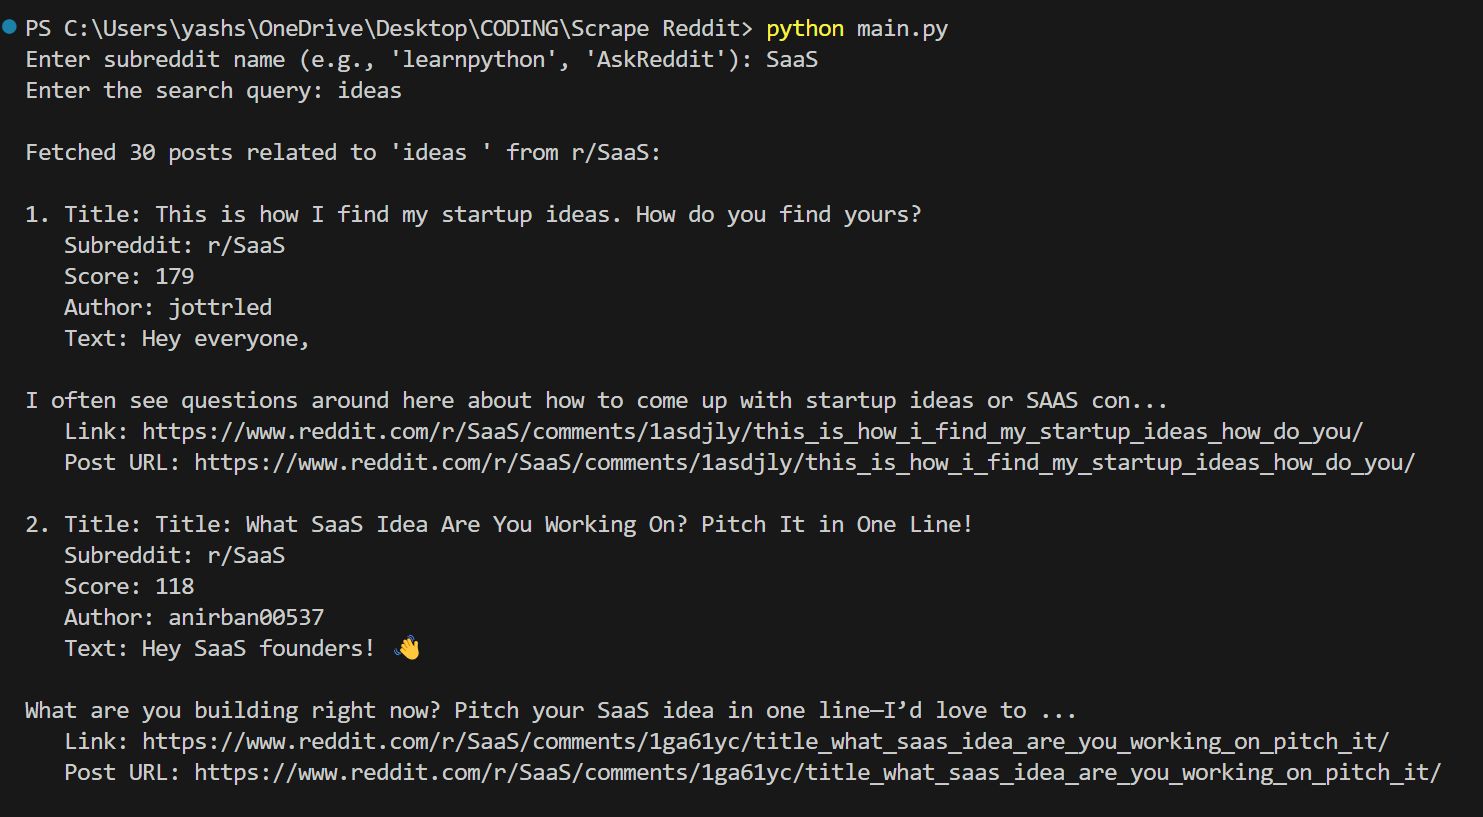 PS C:\Users\yashs\OneDrive\Desktop\CODING\Scrape Reddit> python main.py
Enter subreddit name (e.g., 'learnpython', 'AskReddit'): SaaS
Enter the search query: ideas
Fetched 30 posts related to 'ideas ' from r/SaaS:
1. Title: This is how I find my startup ideas. How do you find yours?
Subreddit: r/SaaS
Score: 179
Author: jottrled
Text: Hey everyone,
I often see questions around here about how to come up with startup ideas or SAAS con...
Link: https://www.reddit.com/r/SaaS/comments/1asdjly/this_is_how_i_find_my_startup_ideas_how_do_you/
Post URL: https://www.reddit.com/r/SaaS/comments/1asdjly/this_is_how_i_find_my_startup_ideas_how_do_you/
2. Title: Title: What SaaS Idea Are You Working On? Pitch It in One Line!
Subreddit: r/SaaS
Score: 118
Author: anirban00537
Text: Hey SaaS founders! 👋
What are you building right now? Pitch your SaaS idea in one line—I’d love to ...
Link: https://www.reddit.com/r/SaaS/comments/1ga61yc/title_what_saas_idea_are_you_working_on_pitch_it/
Post URL: https://www.reddit.com/r/SaaS/comments/1ga61yc/title_what_saas_idea_are_you_working_on_pitch_it/